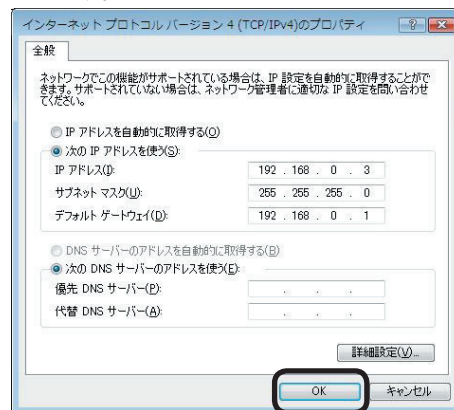 インターネット プロトコル バージョン 4 (TCP/IPv4)のプロパティ
全般
ネットワークでこの機能がサポートされている場合は、IP 設定を自動的に取得することがで
きます。サポートされていない場合は、ネットワーク管理者に適切な IP 設定を問い合わせ
てください。
IP アドレスを自動的に取得する(O)
次の IP アドレスを使う(S):
IP アドレス(I): 192 . 168 . 0 . 3
サブネット マスク(U): 255 . 255 . 255 . 0
デフォルト ゲートウェイ(D): 192 . 168 . 0 . 1
DNS サーバーのアドレスを自動的に取得する(B)
次の DNS サーバーのアドレスを使う(E):
優先 DNS サーバー(P): . . .
代替 DNS サーバー(A): . . .
詳細設定(V)...
OK キャンセル